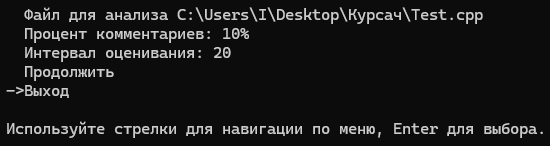 Файл для анализа C:\Users\I\Desktop\Курсач\Test.cpp
Процент комментариев: 10%
Интервал оценивания: 20
Продолжить
->Выход
Используйте стрелки для навигации по меню, Enter для выбора.